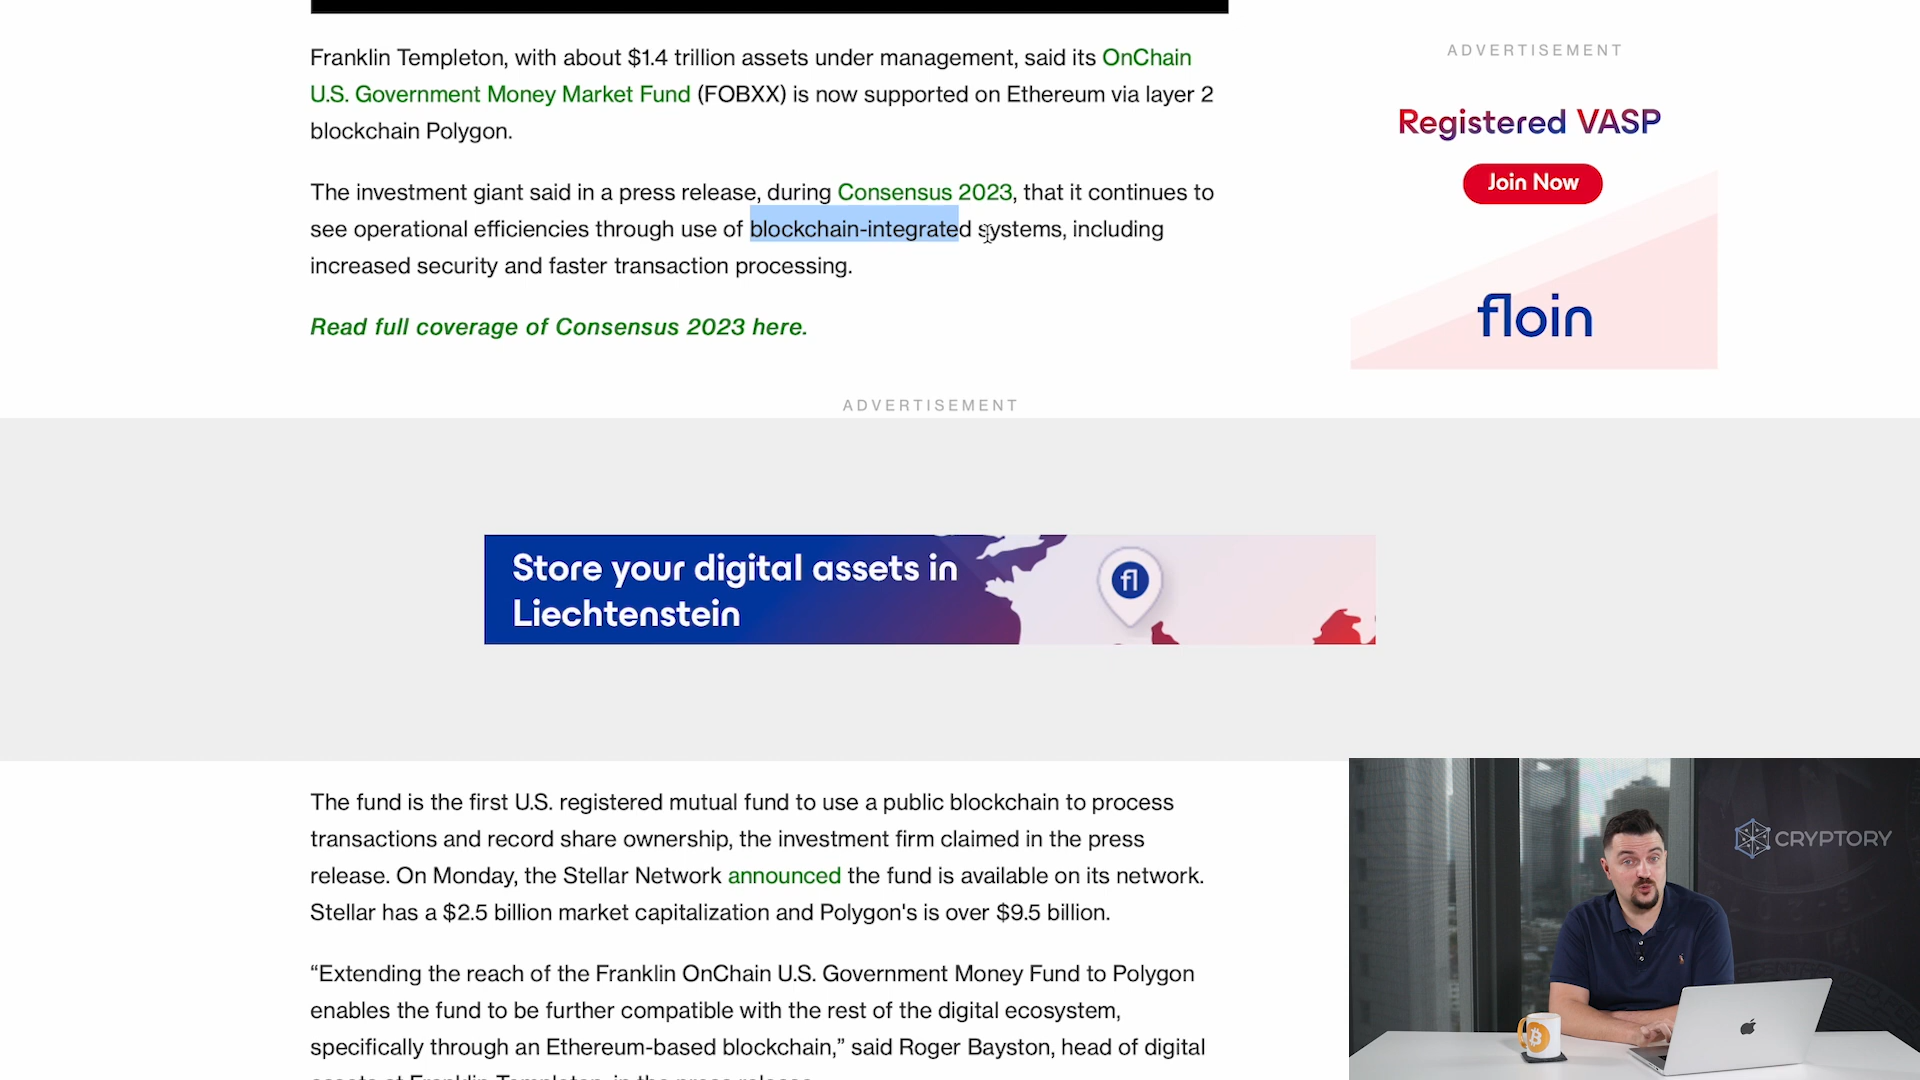 Franklin Templeton, with about $1.4 trillion assets under management, said its OnChain
U.S. Government Money Market Fund (FOBXX) is now supported on Ethereum via layer 2
blockchain Polygon.
The investment giant said in a press release, during Consensus 2023, that it continues to
see operational efficiencies through use of blockchain-integrated systems, including
increased security and faster transaction processing.
Read full coverage of Consensus 2023 here.
ADVERTISEMENT
Registered VASP
Join Now
floin
ADVERTISEMENT
Store your digital assets in
Liechtenstein
fl
The fund is the first U.S. registered mutual fund to use a public blockchain to process
transactions and record share ownership, the investment firm claimed in the press
release. On Monday, the Stellar Network announced the fund is available on its network.
Stellar has a $2.5 billion market capitalization and Polygon's is over $9.5 billion.
“Extending the reach of the Franklin OnChain U.S. Government Money Fund to Polygon
enables the fund to be further compatible with the rest of the digital ecosystem,
specifically through an Ethereum-based blockchain,” said Roger Bayston, head of digital
assets at Franklin Templeton, in the press release.
CRYPTORY